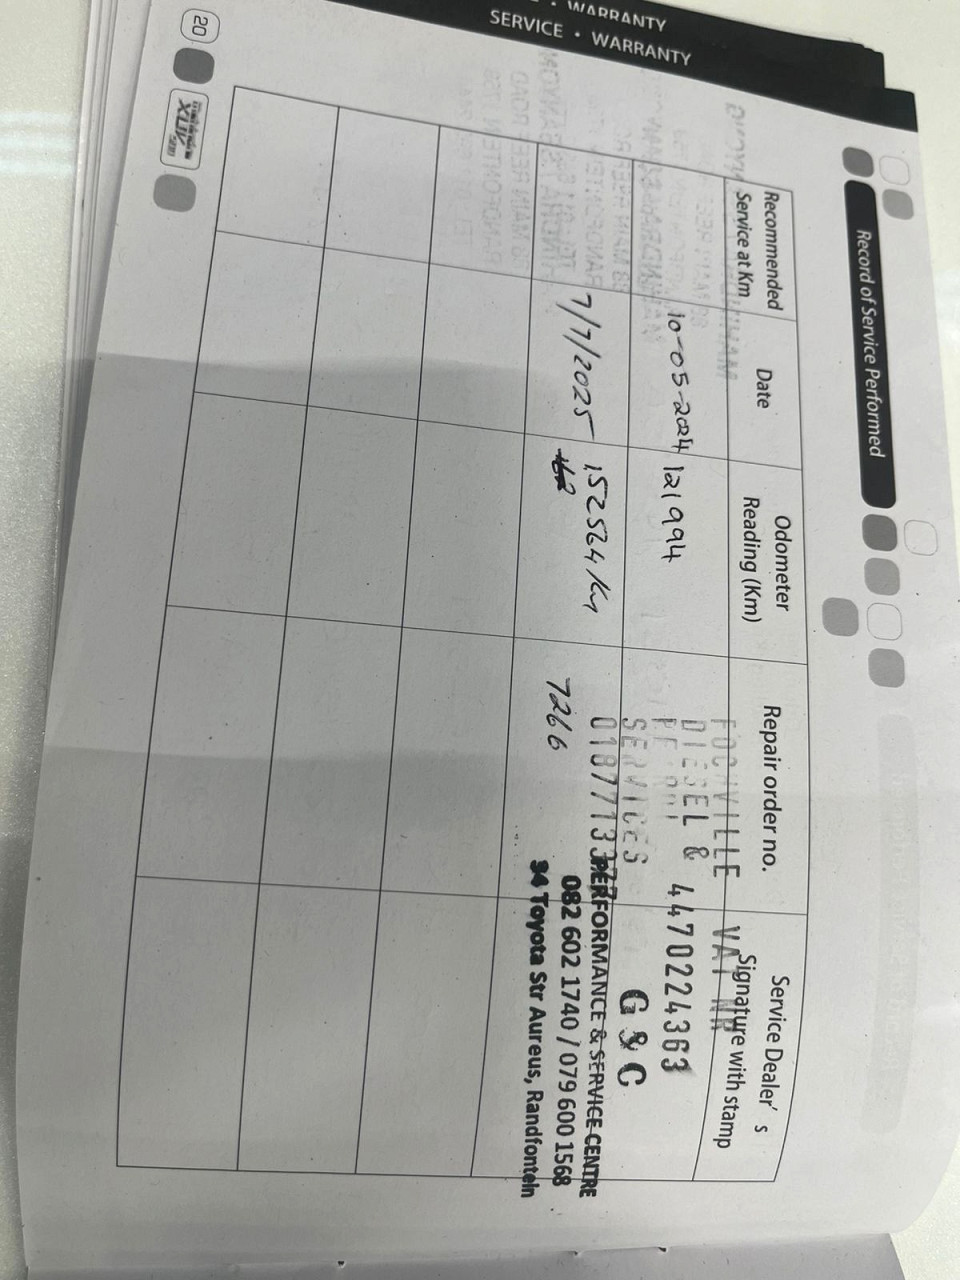 WARRANTY
SERVICE • WARRANTY
Record of Service Performed
Recommended
Service at Km
Date
Odometer
Reading (Km)
Repair order no.
Service Dealer's
Signature with stamp
10-05-2024
121994
FOCHVILLE VAT NR
DIESEL & 4470224363
SERVICES
G & C
7/7/2025
152564 Km
7266
PERFORMANCE & SERVICE CENTRE
082 602 1740 / 079 600 1568
94 Toyota Str Aureus, Randfontein
20